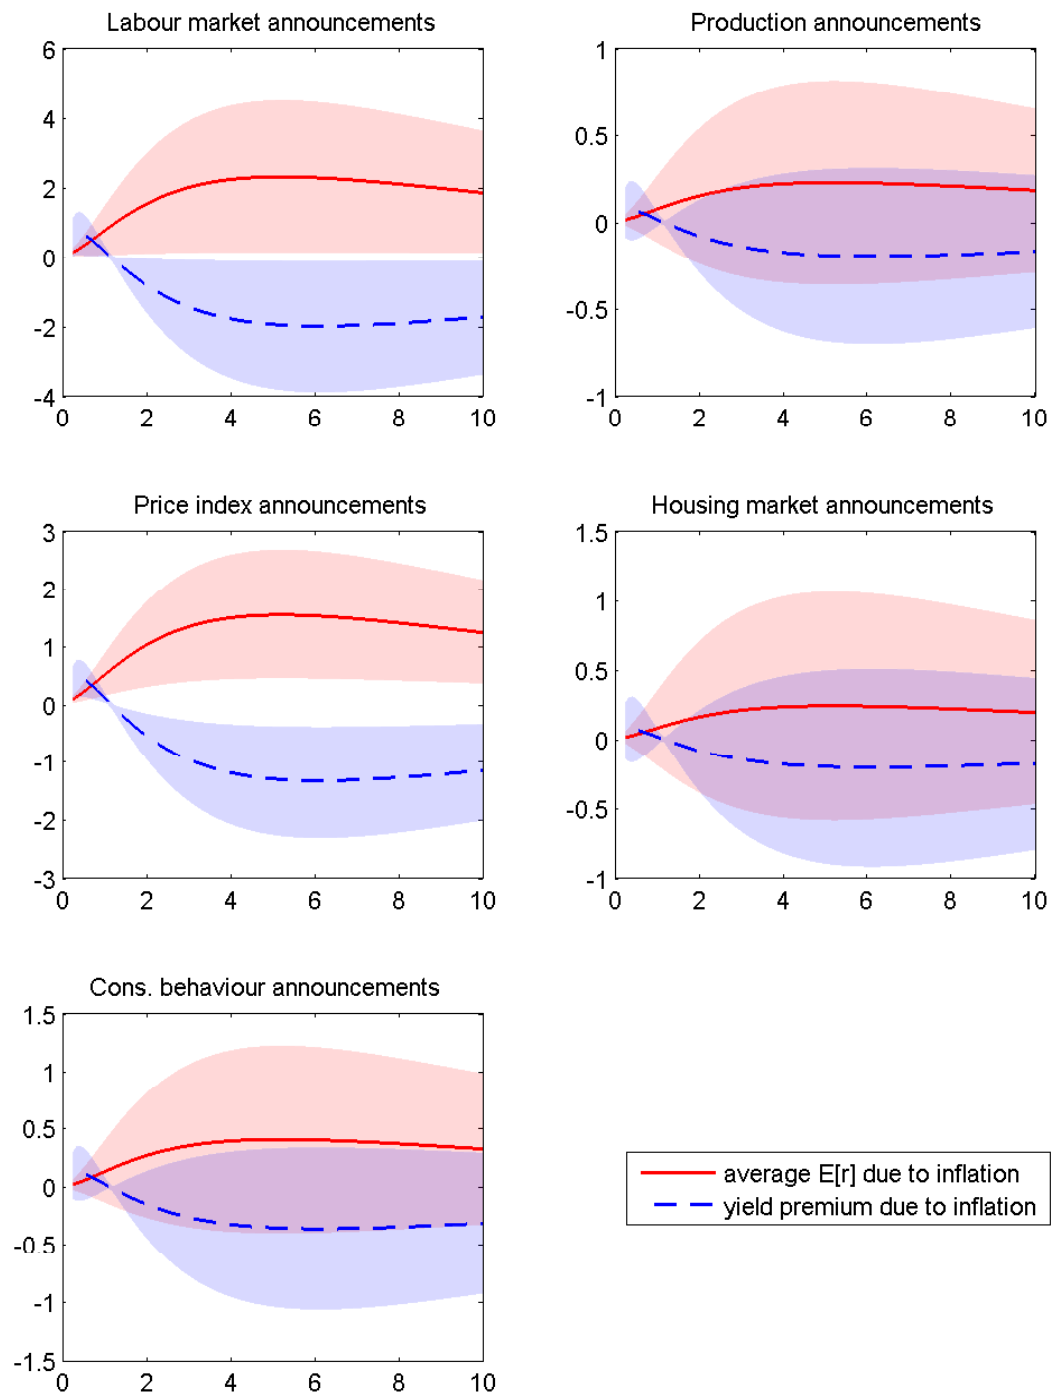 Labour market announcements
6
4
2
0
-2
-4
0 2 4 6 8 10
Production announcements
1
0.5
0
-0.5
-1
0 2 4 6 8 10
Price index announcements
3
2
1
0
-1
-2
-3
0 2 4 6 8 10
Housing market announcements
1.5
1
0.5
0
-0.5
-1
0 2 4 6 8 10
Cons. behaviour announcements
1.5
1
0.5
0
-0.5
-1
-1.5
0 2 4 6 8 10
average E[r] due to inflation
yield premium due to inflation